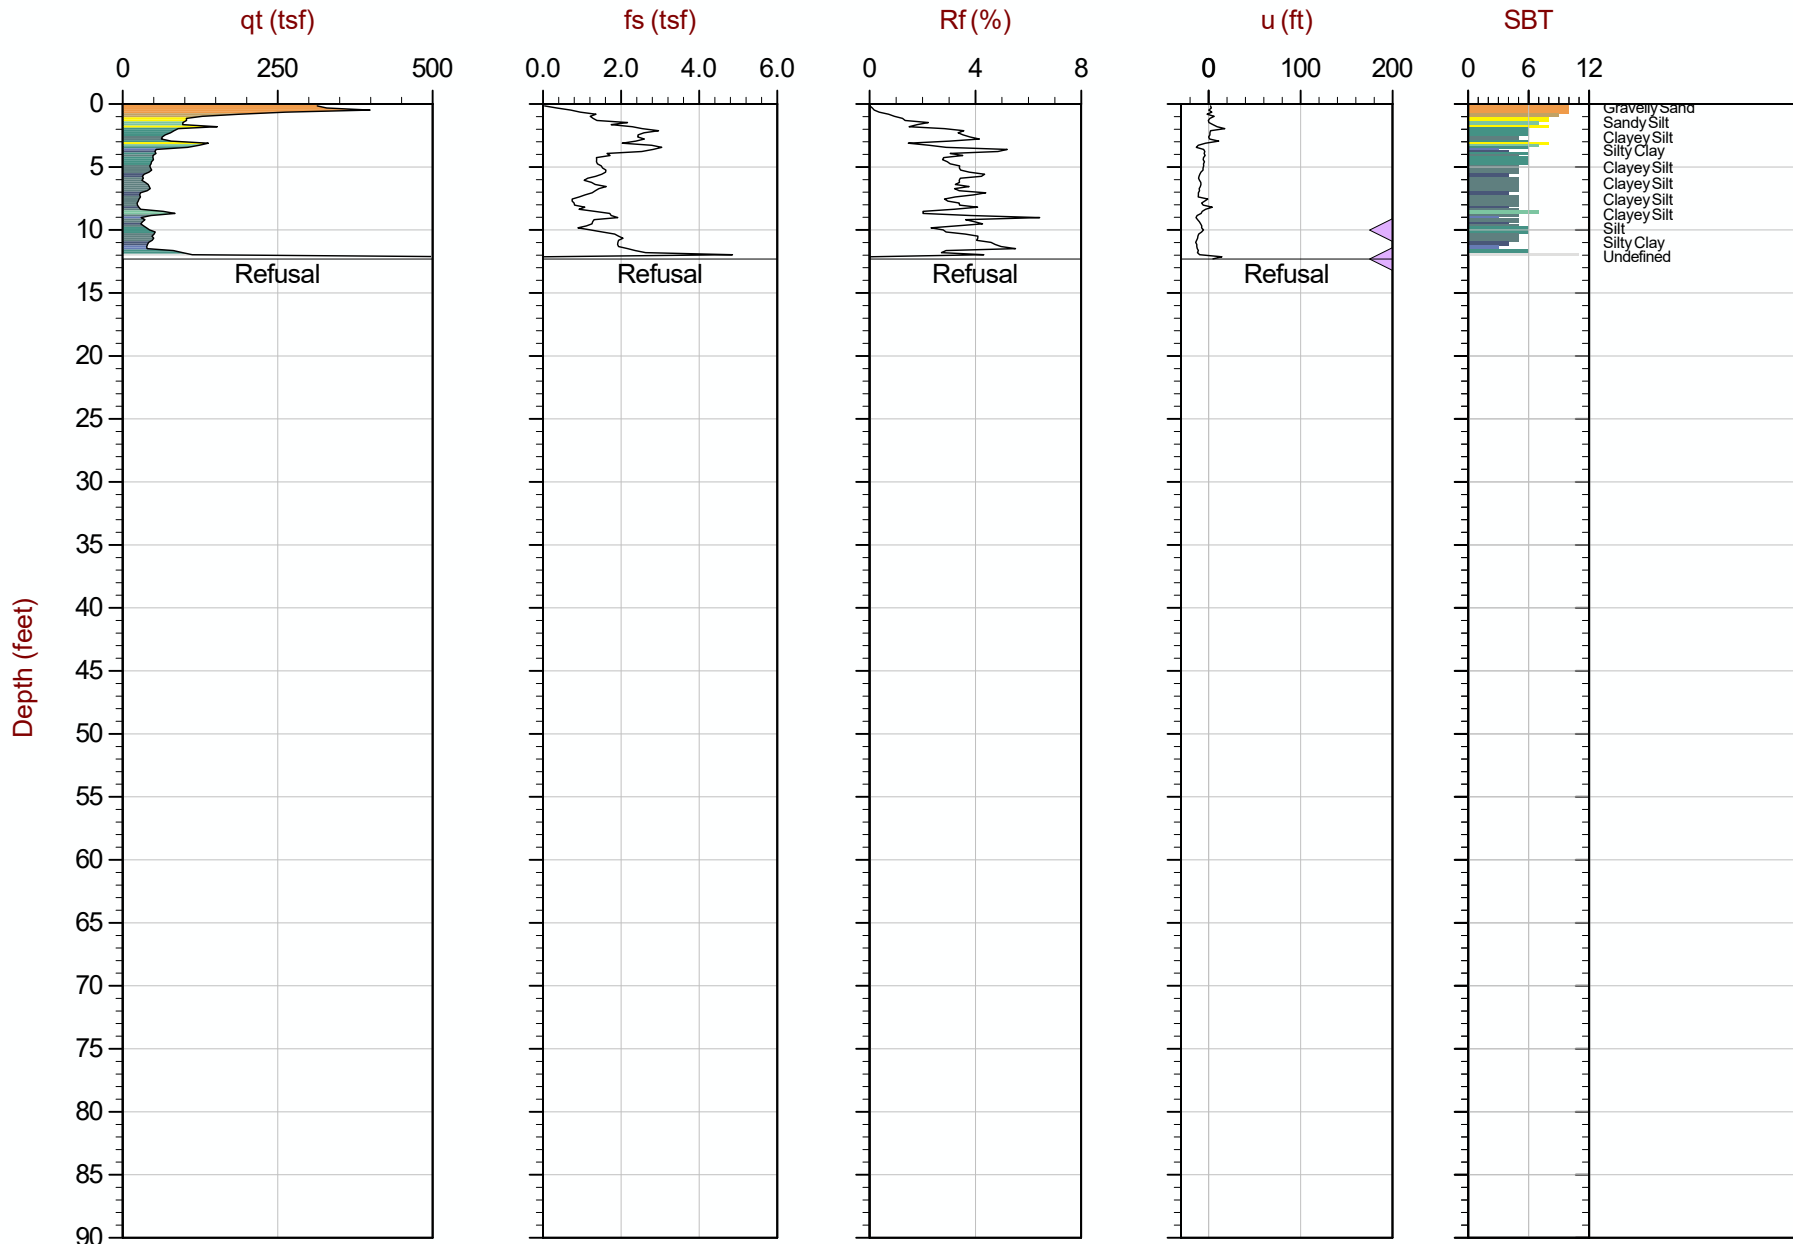 qt (tsf) fs (tsf) Rf (%) u (ft) SBT
0 250 500 0.0 2.0 4.0 6.0 0 4 8 0 100 200 0 6 12
0 Gravelly Sand
Sandy Silt
Clayey Silt
Silty Clay
5 Clayey Silt
Clayey Silt
Clayey Silt
Clayey Silt
10 Silt
Silty Clay
Undefined
Refusal Refusal Refusal Refusal
15
20
25
30
35
40
45
50
55
60
65
70
75
80
85
90
Depth (feet)